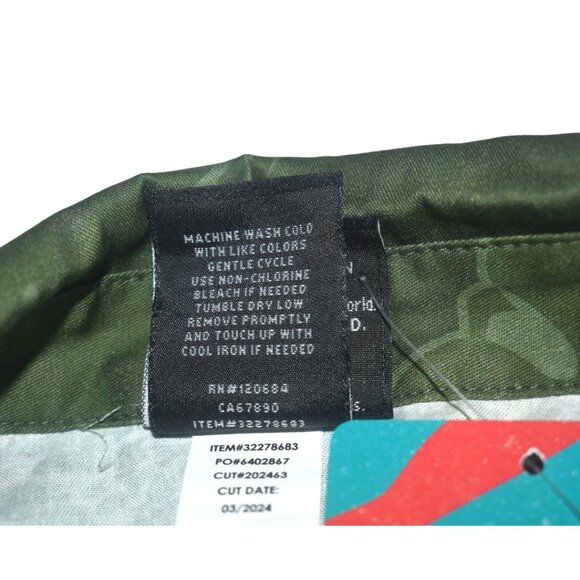 MACHINE WASH COLD
WITH LIKE COLORS
GENTLE CYCLE
USE NON-CHLORINE
BLEACH IF NEEDED
TUMBLE DRY LOW
REMOVE PROMPTLY
AND TOUCH UP WITH
COOL IRON IF NEEDED
RN#120684
CA67890
ITEM#32278683
N
orld.
D.
s.
ITEM#32278683
PO#6402867
CUT#202463
CUT DATE:
03/2024